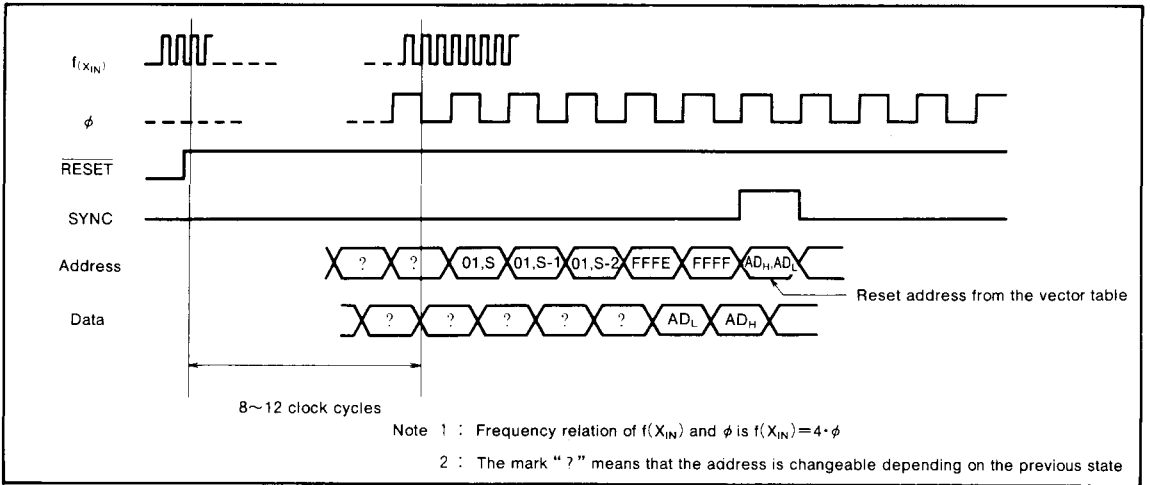 f(XIN)
φ
RESET
SYNC
Address ? ? 01,S 01,S-1 01,S-2 FFFE FFFF ADH,ADL
Reset address from the vector table
Data ? ? ? ? ? ADL ADH
8~12 clock cycles
Note 1 : Frequency relation of f(XIN) and φ is f(XIN)=4·φ
2 : The mark “?” means that the address is changeable depending on the previous state